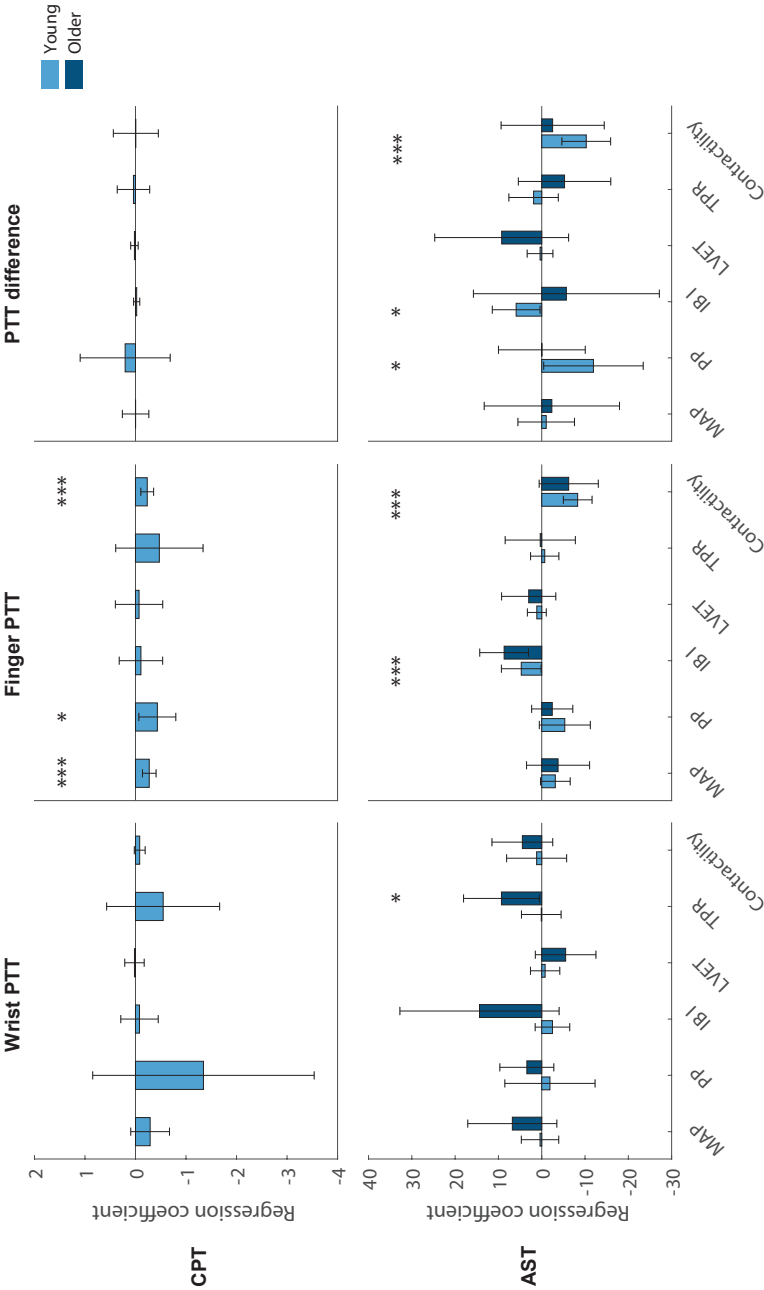 Wrist PTT
Finger PTT
PTT difference
Young
Older
CPT
Regression coefficient
2
1
0
-1
-2
-3
-4
***
*
***
AST
Regression coefficient
40
30
20
10
0
-10
-20
-30
*
***
***
*
*
***
MAP
PP
IBI
LVET
TPR
Contractility
MAP
PP
IBI
LVET
TPR
Contractility
MAP
PP
IBI
LVET
TPR
Contractility